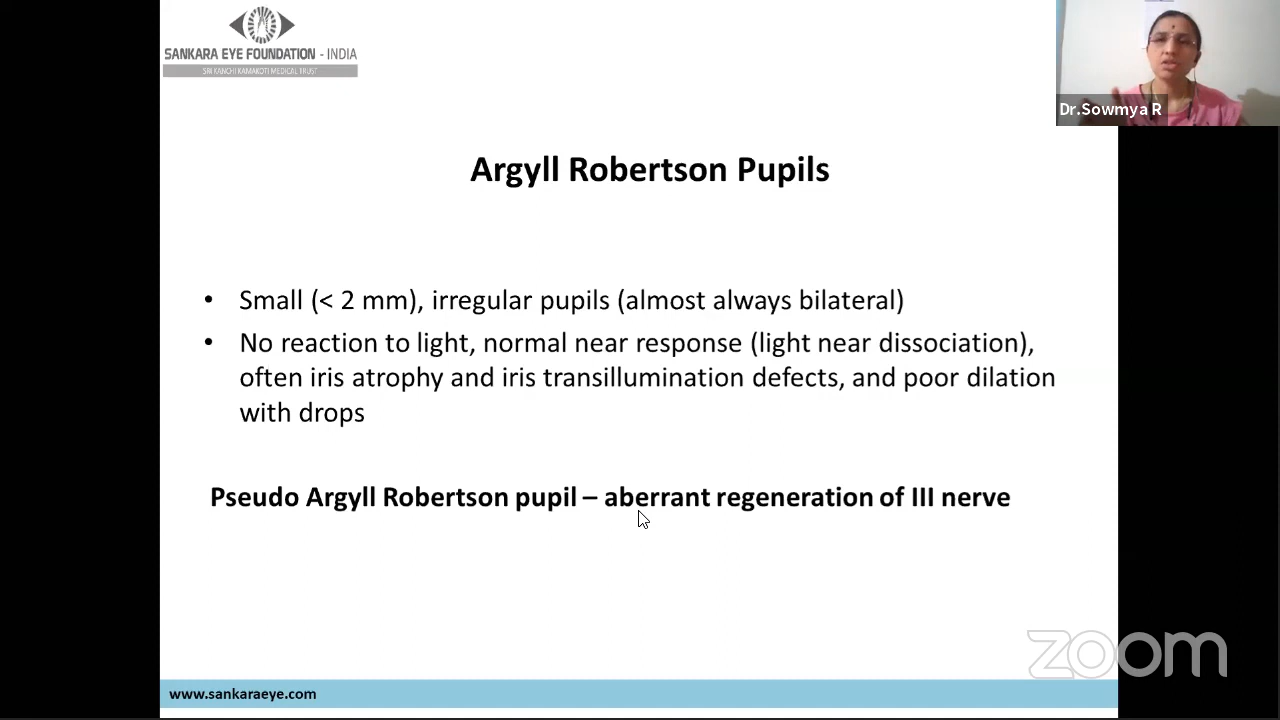 SANKARA EYE FOUNDATION - INDIA
SRI KANCHI KAMAKOTI MEDICAL TRUST
Dr.Sowmya R
Argyll Robertson Pupils
• Small (< 2 mm), irregular pupils (almost always bilateral)
• No reaction to light, normal near response (light near dissociation),
often iris atrophy and iris transillumination defects, and poor dilation
with drops
Pseudo Argyll Robertson pupil – aberrant regeneration of III nerve
zoom
www.sankaraeye.com